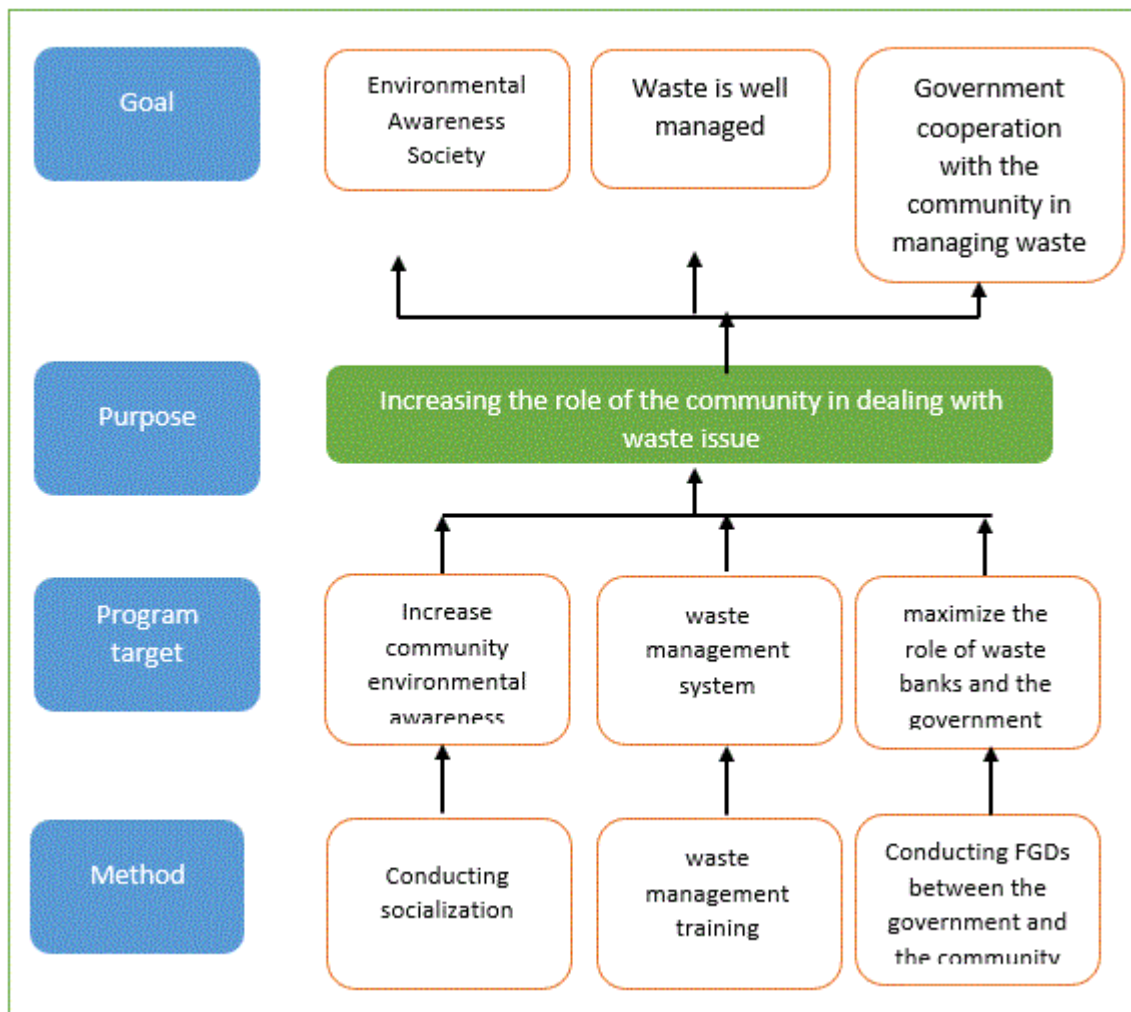 Goal
Environmental
Awareness
Society
Waste is well
managed
Government
cooperation
with the
community in
managing waste
Purpose
Increasing the role of the community in dealing with
waste issue
Program
target
Increase
community
environmental
awareness
waste
management
system
maximize the
role of waste
banks and the
government
Method
Conducting
socialization
waste
management
training
Conducting FGDs
between the
government and
the community